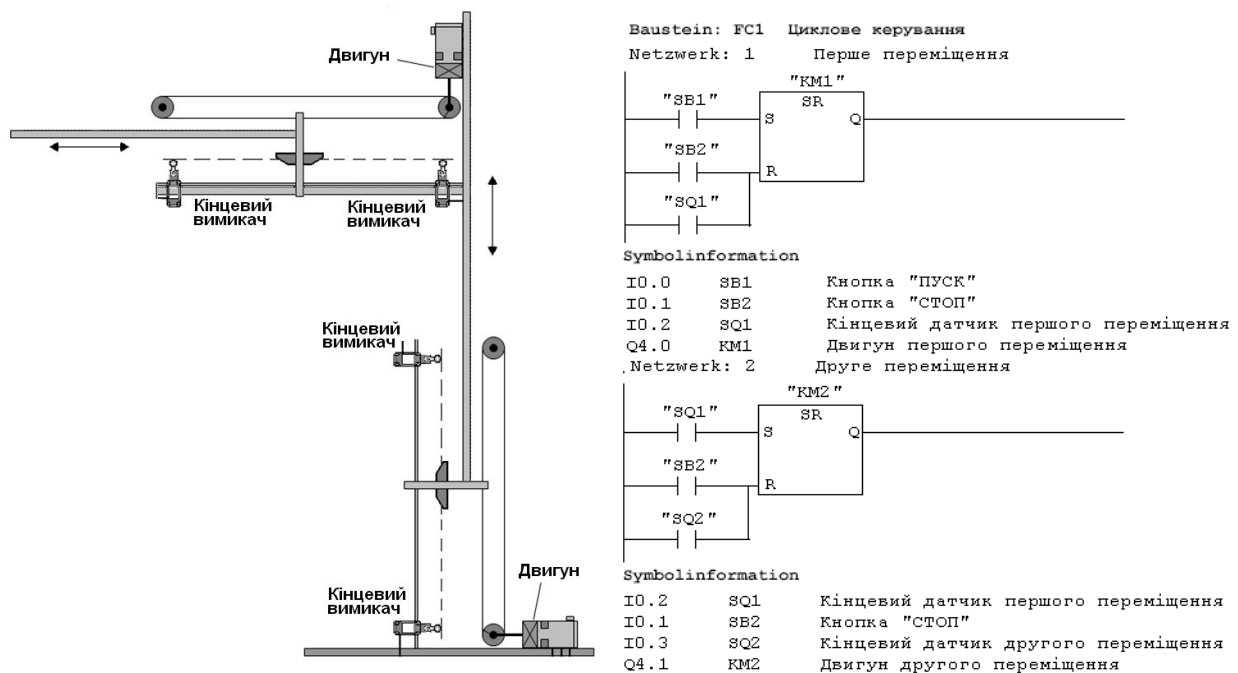 Двигун
Кінцевий
вимикач
Кінцевий
вимикач
Кінцевий
вимикач
Кінцевий
вимикач
Двигун
Baustein: FC1 Циклове керування
Netzwerk: 1 Перше переміщення
"KM1"
"SB1"
SR
S Q
"SB2"
R
"SQ1"
Symbolinformation
I0.0 SB1 Кнопка "ПУСК"
I0.1 SB2 Кнопка "СТОП"
I0.2 SQ1 Кінцевий датчик першого переміщення
Q4.0 KM1 Двигун першого переміщення
Netzwerk: 2 Друге переміщення
"KM2"
"SQ1"
SR
S Q
"SB2"
R
"SQ2"
Symbolinformation
I0.2 SQ1 Кінцевий датчик першого переміщення
I0.1 SB2 Кнопка "СТОП"
I0.3 SQ2 Кінцевий датчик другого переміщення
Q4.1 KM2 Двигун другого переміщення